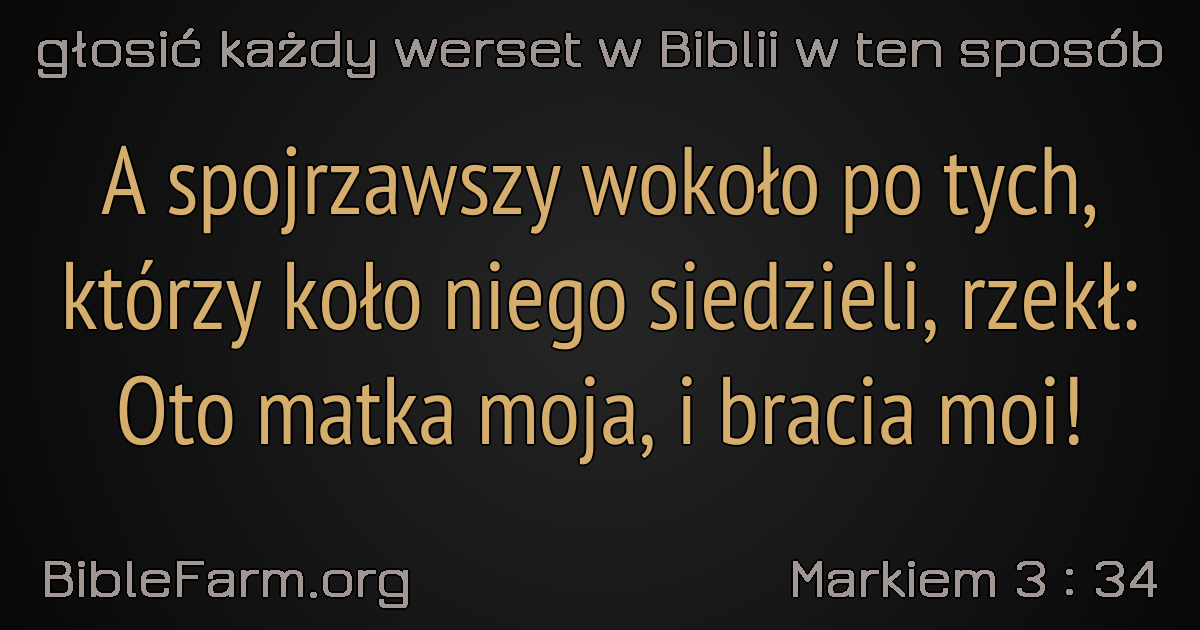 głosić każdy werset w Biblii w ten sposób
A spojrzawszy wokoło po tych,
którzy koło niego siedzieli, rzekł:
Oto matka moja, i bracia moi!
BibleFarm.org
Markiem 3 : 34